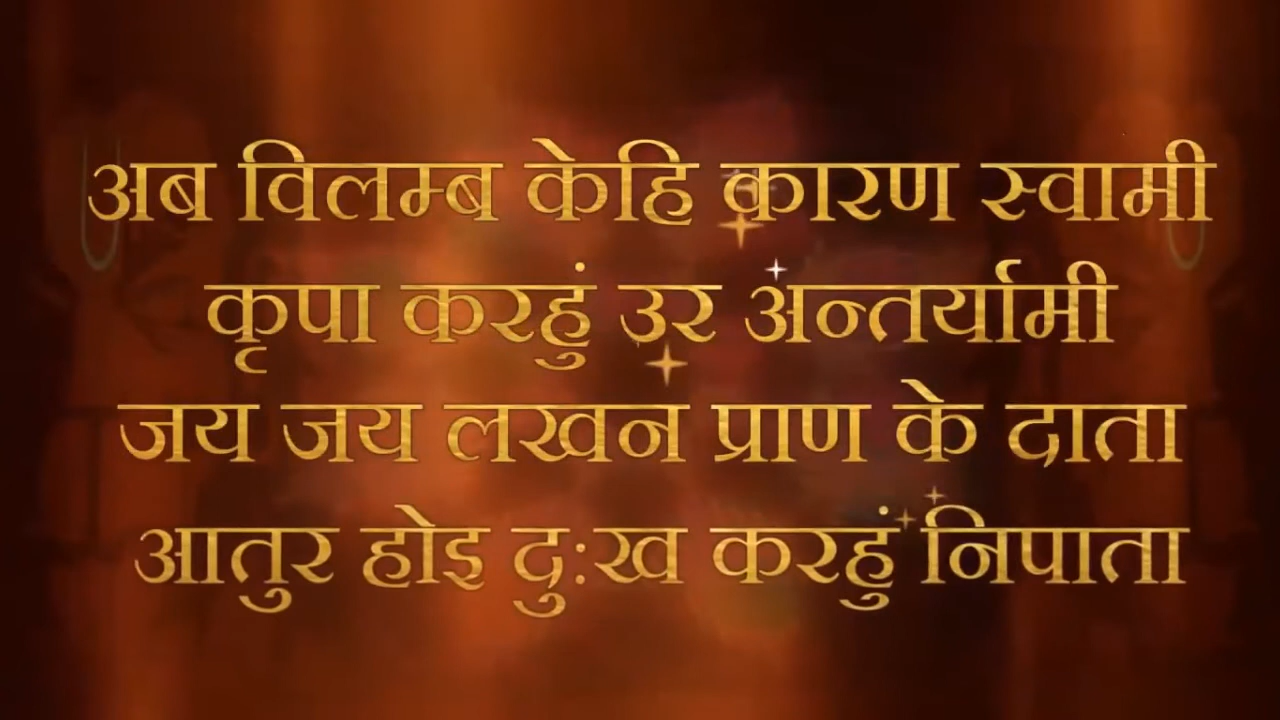 अब विलम्ब केहि कारण स्वामी
कृपा करहुं उर अन्तर्यामी
जय जय लखन प्राण के दाता
आतुर होइ दुःख करहुं निपाता